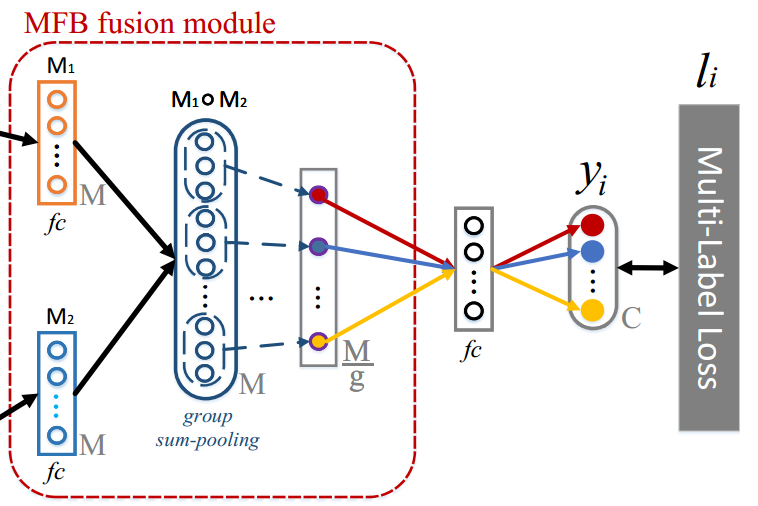 MFB fusion module
M1
M
fc
M2
M
fc
M1 o M2
M
group
sum-pooling
...
M
g
fc
yi
C
li
Multi-Label Loss